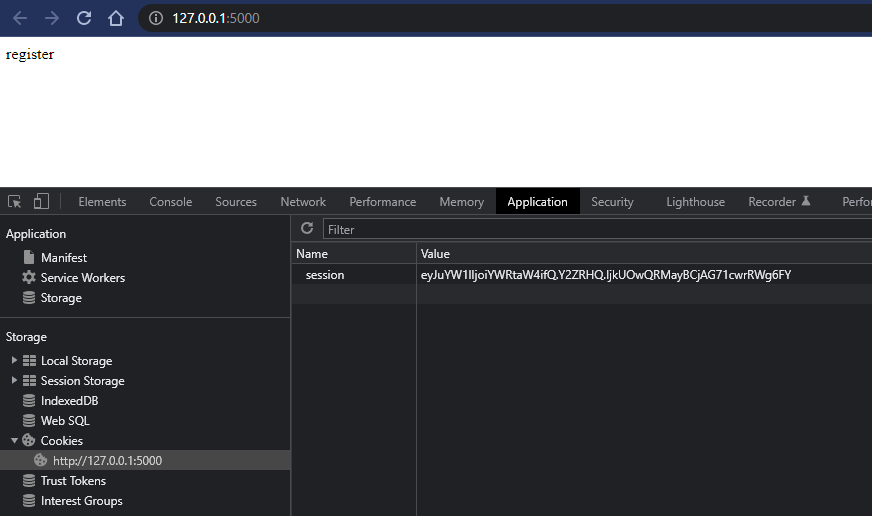 127.0.0.1:5000
register
Elements Console Sources Network Performance Memory Application Security Lighthouse Recorder Perfor
Application
Manifest
Service Workers
Storage
Storage
Local Storage
Session Storage
IndexedDB
Web SQL
Cookies
http://127.0.0.1:5000
Trust Tokens
Interest Groups
Filter
Name Value
session eyJuYW1lIjoiYWRtaW4ifQ.Y2ZRHQ.IjkUOwQRMayBCjAG71cwrRWg6FY